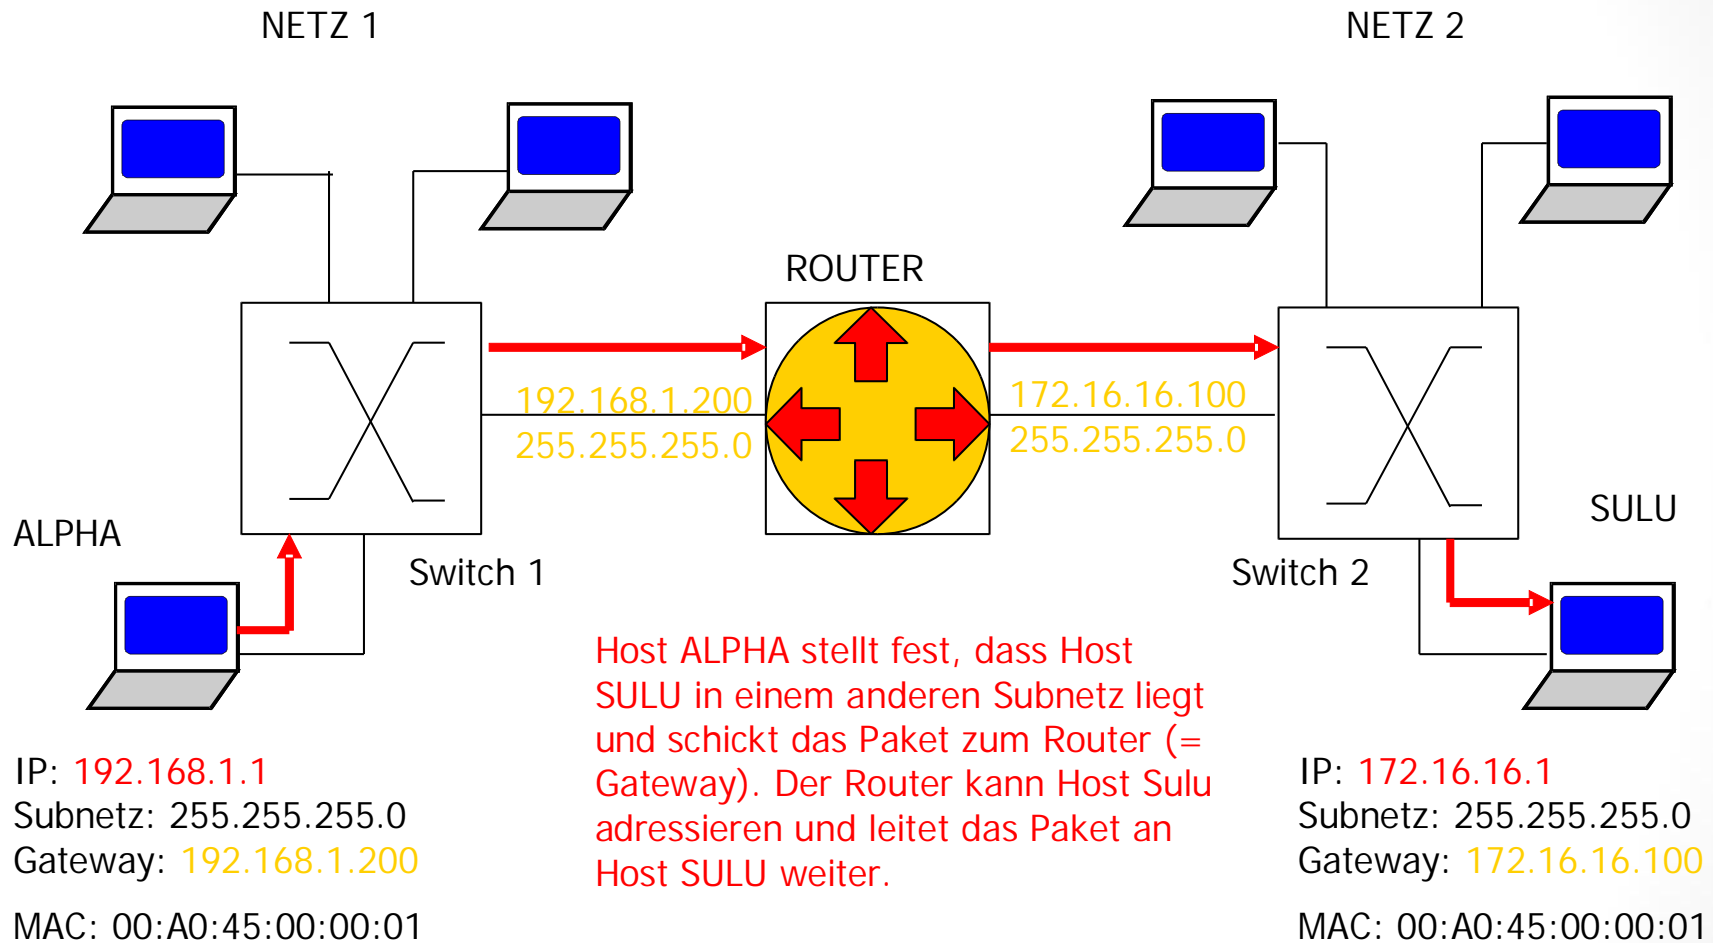 NETZ 1
NETZ 2
ROUTER
192.168.1.200
255.255.255.0
172.16.16.100
255.255.255.0
ALPHA
Switch 1
Switch 2
SULU
Host ALPHA stellt fest, dass Host
SULU in einem anderen Subnetz liegt
und schickt das Paket zum Router (=
Gateway). Der Router kann Host Sulu
adressieren und leitet das Paket an
Host SULU weiter.
IP: 192.168.1.1
Subnetz: 255.255.255.0
Gateway: 192.168.1.200
MAC: 00:A0:45:00:00:01
IP: 172.16.16.1
Subnetz: 255.255.255.0
Gateway: 172.16.16.100
MAC: 00:A0:45:00:00:01